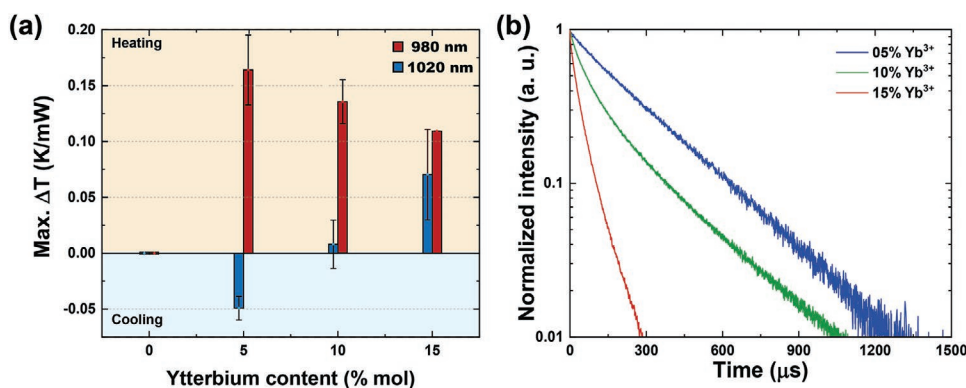 (a)
Max. ΔT (K/mW)
0.20
0.15
0.10
0.05
0.00
-0.05
Heating
980 nm
1020 nm
Cooling
0 5 10 15
Ytterbium content (% mol)
(b)
Normalized intensity (a. u.)
1
0.1
0.01
05% Yb³⁺
10% Yb³⁺
15% Yb³⁺
0 300 600 900 1200 1500
Time (μs)